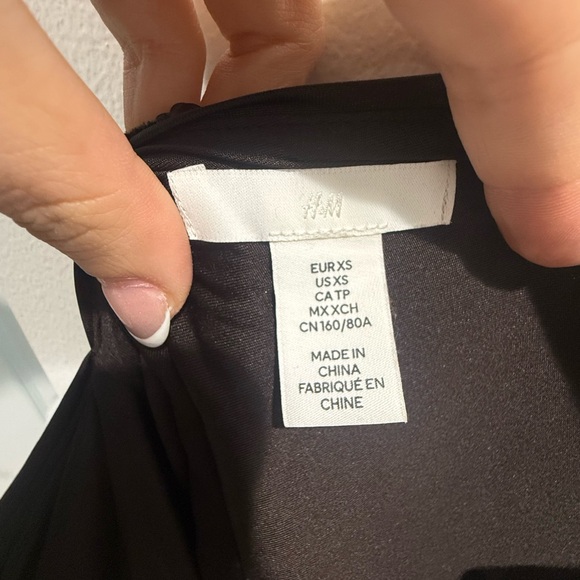 H&M
EUR XS
US XS
CA TP
MX XCH
CN 160/80A
MADE IN
CHINA
FABRIQUÉ EN
CHINE